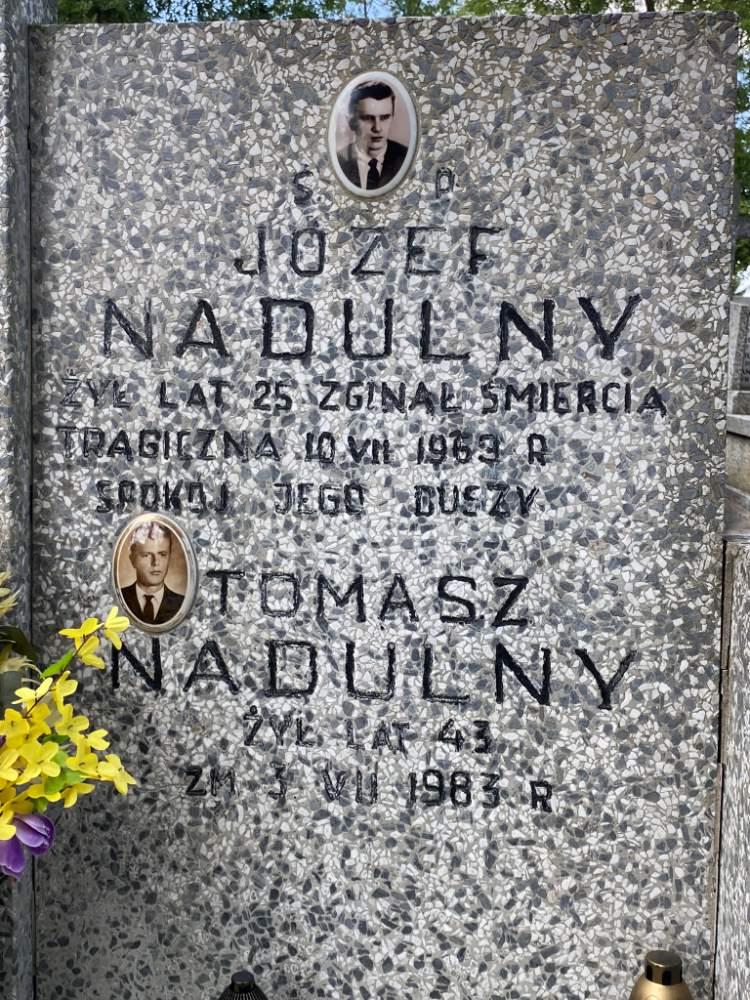 Ś P
JÓZEF
NADULNY
ŻYŁ LAT 25 ZGINĄŁ ŚMIERCIĄ
TRAGICZNĄ 10 VII 1969 R
SPOKÓJ JEGO DUSZY
TOMASZ
NADULNY
ŻYŁ LAT 43
ZM 3 VII 1983 R